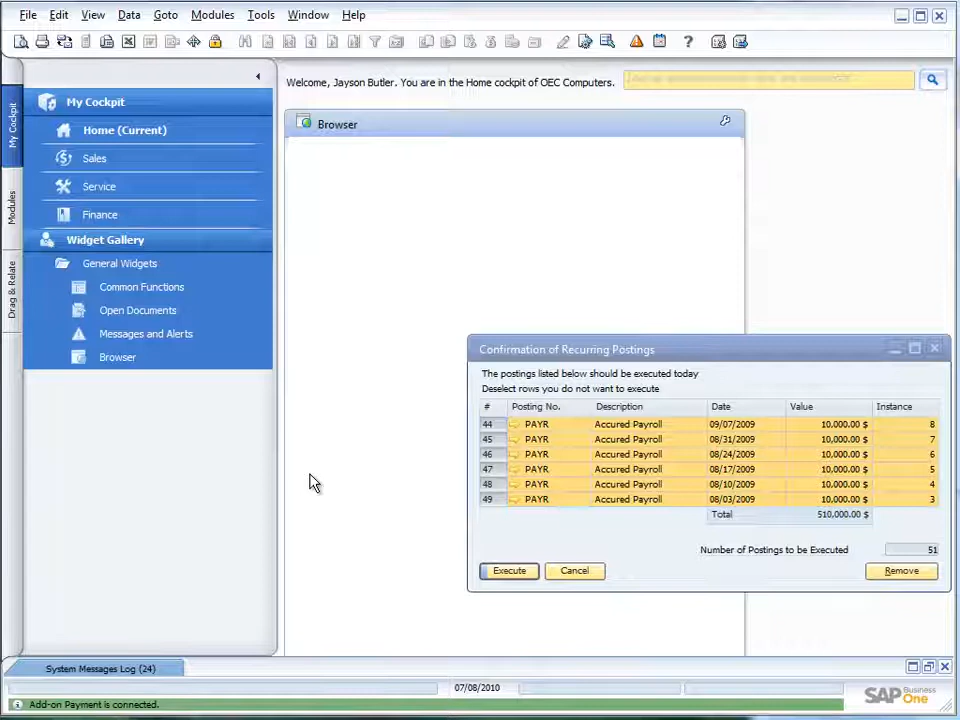 File Edit View Data Goto Modules Tools Window Help
My Cockpit
Modules
Drag & Relate
My Cockpit
Home (Current)
Sales
Service
Finance
Widget Gallery
General Widgets
Common Functions
Open Documents
Messages and Alerts
Browser
Welcome, Jayson Butler. You are in the Home cockpit of OEC Computers.
Browser
Confirmation of Recurring Postings
The postings listed below should be executed today
Deselect rows you do not want to execute
# Posting No. Description Date Value Instance
44 PAYR Accured Payroll 09/07/2009 10,000.00 $ 8
45 PAYR Accured Payroll 08/31/2009 10,000.00 $ 7
46 PAYR Accured Payroll 08/24/2009 10,000.00 $ 6
47 PAYR Accured Payroll 08/17/2009 10,000.00 $ 5
48 PAYR Accured Payroll 08/10/2009 10,000.00 $ 4
49 PAYR Accured Payroll 08/03/2009 10,000.00 $ 3
Total 510,000.00 $
Number of Postings to be Executed 51
Execute Cancel Remove
System Messages Log (24)
07/08/2010
Add-on Payment is connected.
SAP Business One